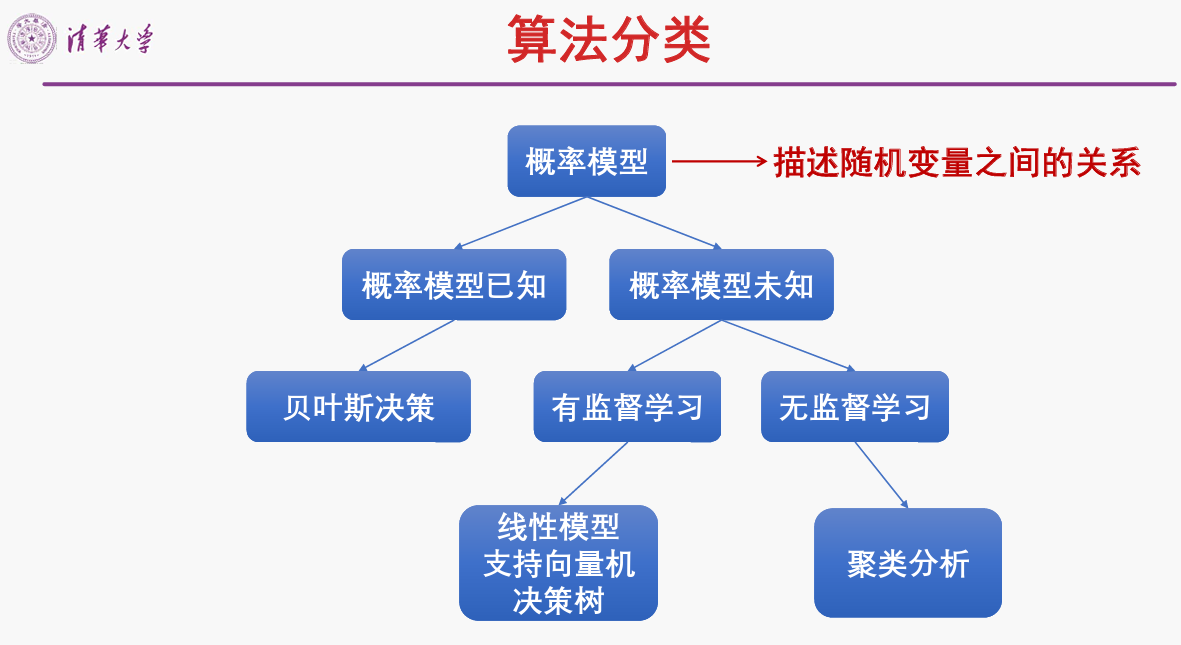 清华大学
算法分类
概率模型
描述随机变量之间的关系
概率模型已知
概率模型未知
贝叶斯决策
有监督学习
无监督学习
线性模型
支持向量机
决策树
聚类分析